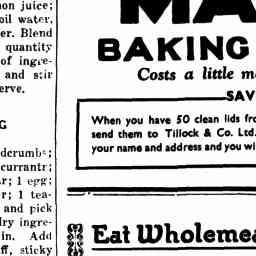 on juice;
oil water,
er. Blend
quantity
of ingre-
and stir
erve.
G
dcrumbs;
currants;
r; 1 egg;
r; 1 tea-
and pick
ry ingre-
in. Add
ff, sticky
MA
BAKING
Costs a little m
SAV
When you have 50 clean lids fro
send them to Tillock & Co. Ltd.
your name and address and you wi
Eat Wholemea